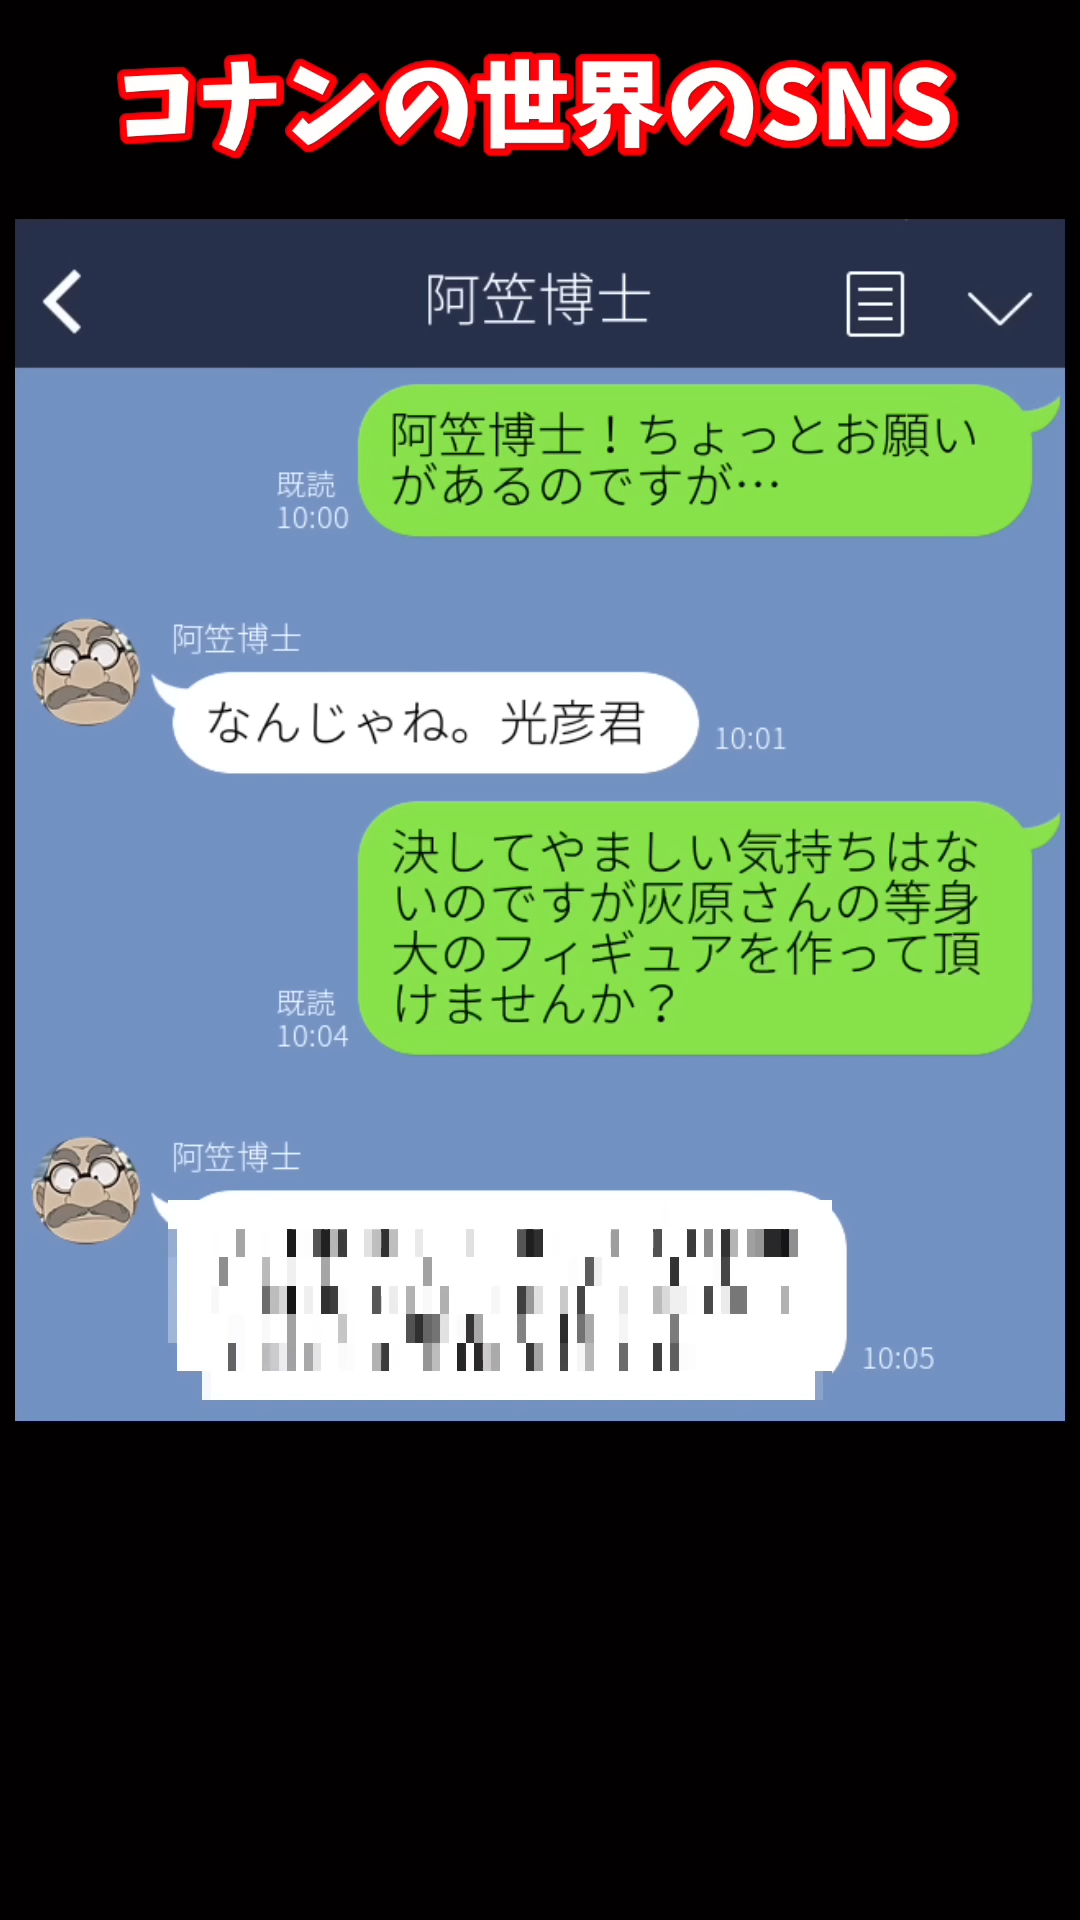 コナンの世界のSNS
阿笠博士
阿笠博士！ちょっとお願い
があるのですが…
既読
10:00
阿笠博士
なんじゃね。光彦君
10:01
決してやましい気持ちはな
いのですが灰原さんの等身
大のフィギュアを作って頂
けませんか？
既読
10:04
阿笠博士
10:05